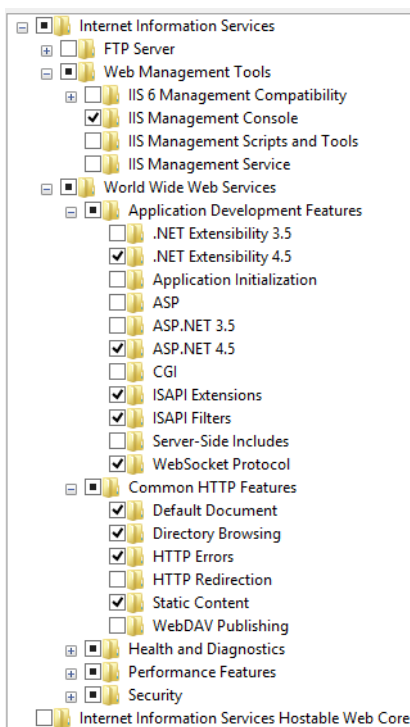 Internet Information Services
FTP Server
Web Management Tools
IIS 6 Management Compatibility
IIS Management Console
IIS Management Scripts and Tools
IIS Management Service
World Wide Web Services
Application Development Features
.NET Extensibility 3.5
.NET Extensibility 4.5
Application Initialization
ASP
ASP.NET 3.5
ASP.NET 4.5
CGI
ISAPI Extensions
ISAPI Filters
Server-Side Includes
WebSocket Protocol
Common HTTP Features
Default Document
Directory Browsing
HTTP Errors
HTTP Redirection
Static Content
WebDAV Publishing
Health and Diagnostics
Performance Features
Security
Internet Information Services Hostable Web Core